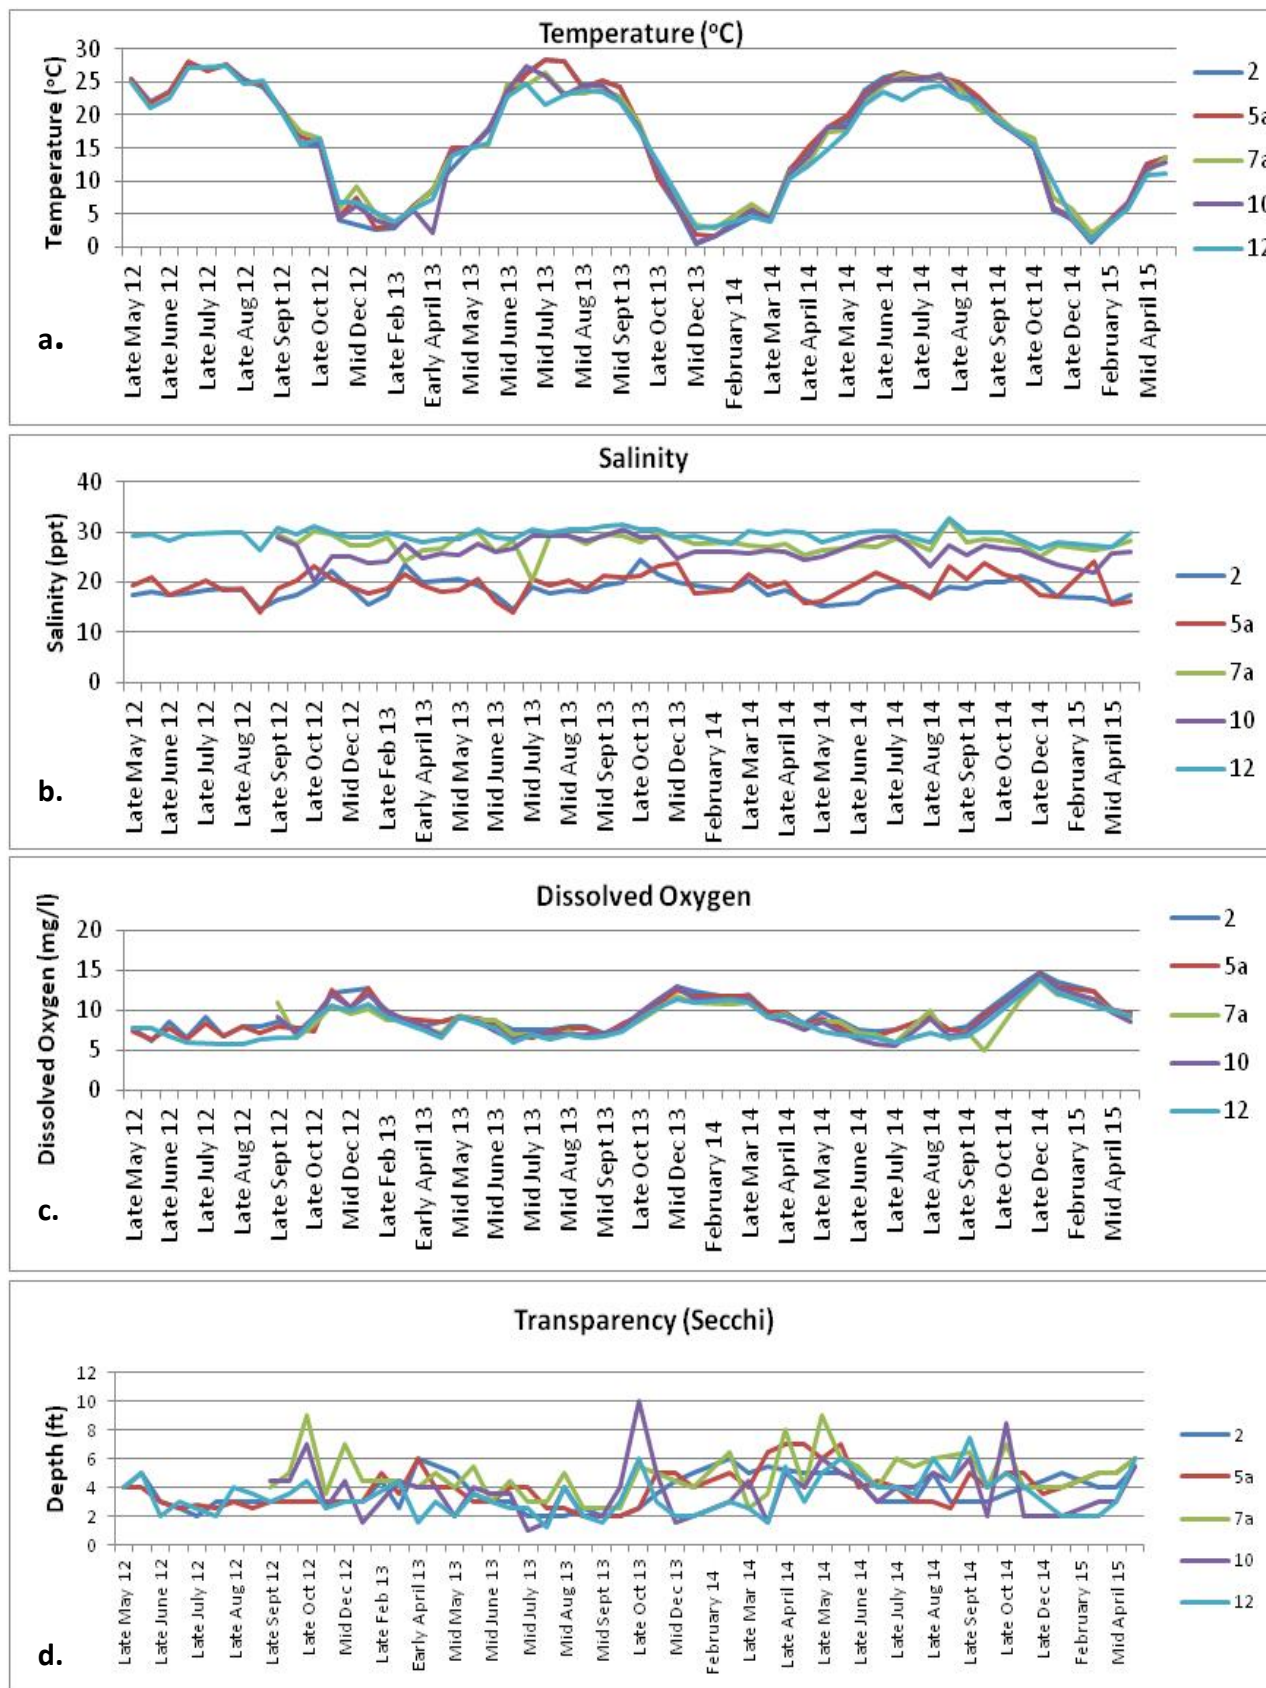 Temperature (°C)
30
25
20
15
10
5
0
Temperature (°C)
Late May 12
Late June 12
Late July 12
Late Aug 12
Late Sept 12
Late Oct 12
Mid Dec 12
Late Feb 13
Early April 13
Mid May 13
Mid June 13
Mid July 13
Mid Aug 13
Mid Sept 13
Late Oct 13
Mid Dec 13
February 14
Late Mar 14
Late April 14
Late May 14
Late June 14
Late July 14
Late Aug 14
Late Sept 14
Late Oct 14
Late Dec 14
February 15
Mid April 15
2
5a
7a
10
12
a.
Salinity
40
30
20
10
0
Salinity (ppt)
Late May 12
Late June 12
Late July 12
Late Aug 12
Late Sept 12
Late Oct 12
Mid Dec 12
Late Feb 13
Early April 13
Mid May 13
Mid June 13
Mid July 13
Mid Aug 13
Mid Sept 13
Late Oct 13
Mid Dec 13
February 14
Late Mar 14
Late April 14
Late May 14
Late June 14
Late July 14
Late Aug 14
Late Sept 14
Late Oct 14
Late Dec 14
February 15
Mid April 15
2
5a
7a
10
12
b.
Dissolved Oxygen
20
15
10
5
0
Dissolved Oxygen (mg/l)
Late May 12
Late June 12
Late July 12
Late Aug 12
Late Sept 12
Late Oct 12
Mid Dec 12
Late Feb 13
Early April 13
Mid May 13
Mid June 13
Mid July 13
Mid Aug 13
Mid Sept 13
Late Oct 13
Mid Dec 13
February 14
Late Mar 14
Late April 14
Late May 14
Late June 14
Late July 14
Late Aug 14
Late Sept 14
Late Oct 14
Late Dec 14
February 15
Mid April 15
2
5a
7a
10
12
c.
Transparency (Secchi)
12
10
8
6
4
2
0
Depth (ft)
Late May 12
Late June 12
Late July 12
Late Aug 12
Late Sept 12
Late Oct 12
Mid Dec 12
Late Feb 13
Early April 13
Mid May 13
Mid June 13
Mid July 13
Mid Aug 13
Mid Sept 13
Late Oct 13
Mid Dec 13
February 14
Late Mar 14
Late April 14
Late May 14
Late June 14
Late July 14
Late Aug 14
Late Sept 14
Late Oct 14
Late Dec 14
February 15
Mid April 15
2
5a
7a
10
12
d.